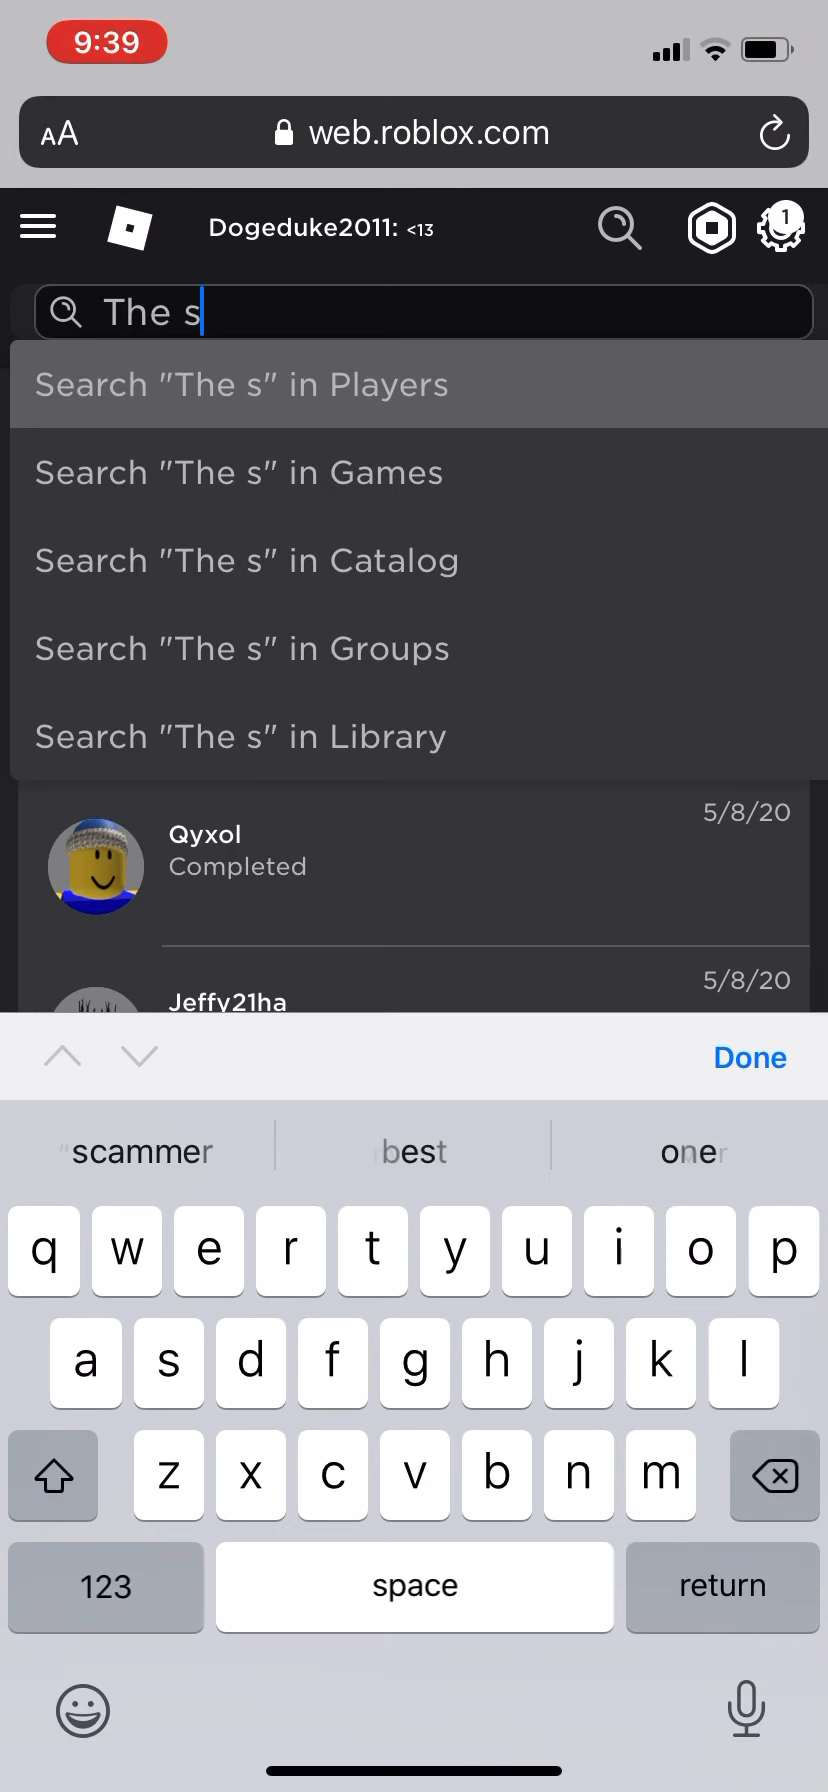 9:39
AA web.roblox.com
Dogeduke2011: <13 1
The s
Search "The s" in Players
Search "The s" in Games
Search "The s" in Catalog
Search "The s" in Groups
Search "The s" in Library
5/8/20
Qyxol
Completed
5/8/20
Jeffy21ha
Done
"scammer best one
q w e r t y u i o p
a s d f g h j k l
z x c v b n m
123 space return